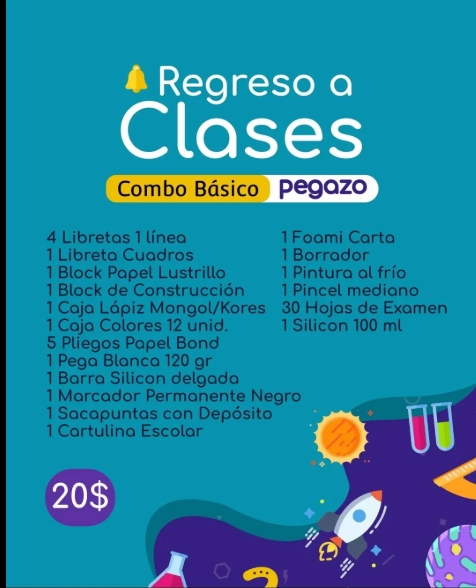 Regreso a
Clases
Combo Básico pegazo
4 Libretas 1 línea
1 Libreta Cuadros
1 Block Papel Lustrillo
1 Block de Construcción
1 Caja Lápiz Mongol/Kores
1 Caja Colores 12 unid.
5 Pliegos Papel Bond
1 Pega Blanca 120 gr
1 Barra Silicon delgada
1 Marcador Permanente Negro
1 Sacapuntas con Depósito
1 Cartulina Escolar
1 Foami Carta
1 Borrador
1 Pintura al frío
1 Pincel mediano
30 Hojas de Examen
1 Silicon 100 ml
20$